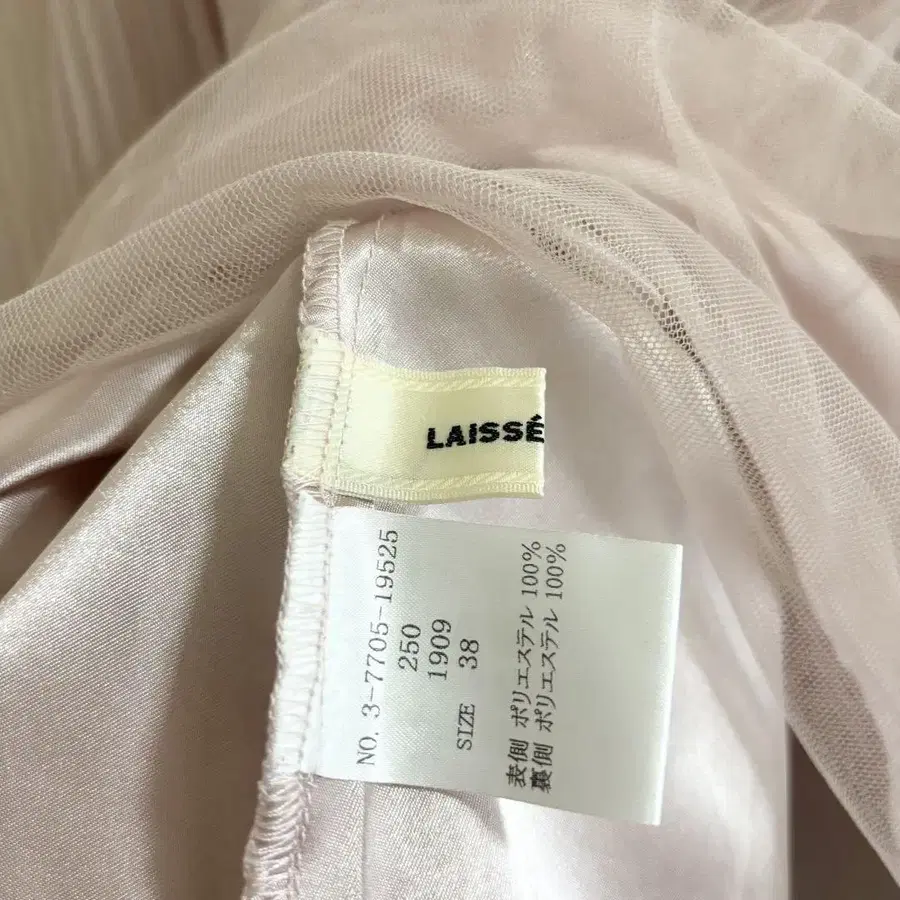 LAISSÉ
NO. 3-7705-19525
250
1909
SIZE 38
表側 ポリエステル 100%
裏側 ポリエステル 100%